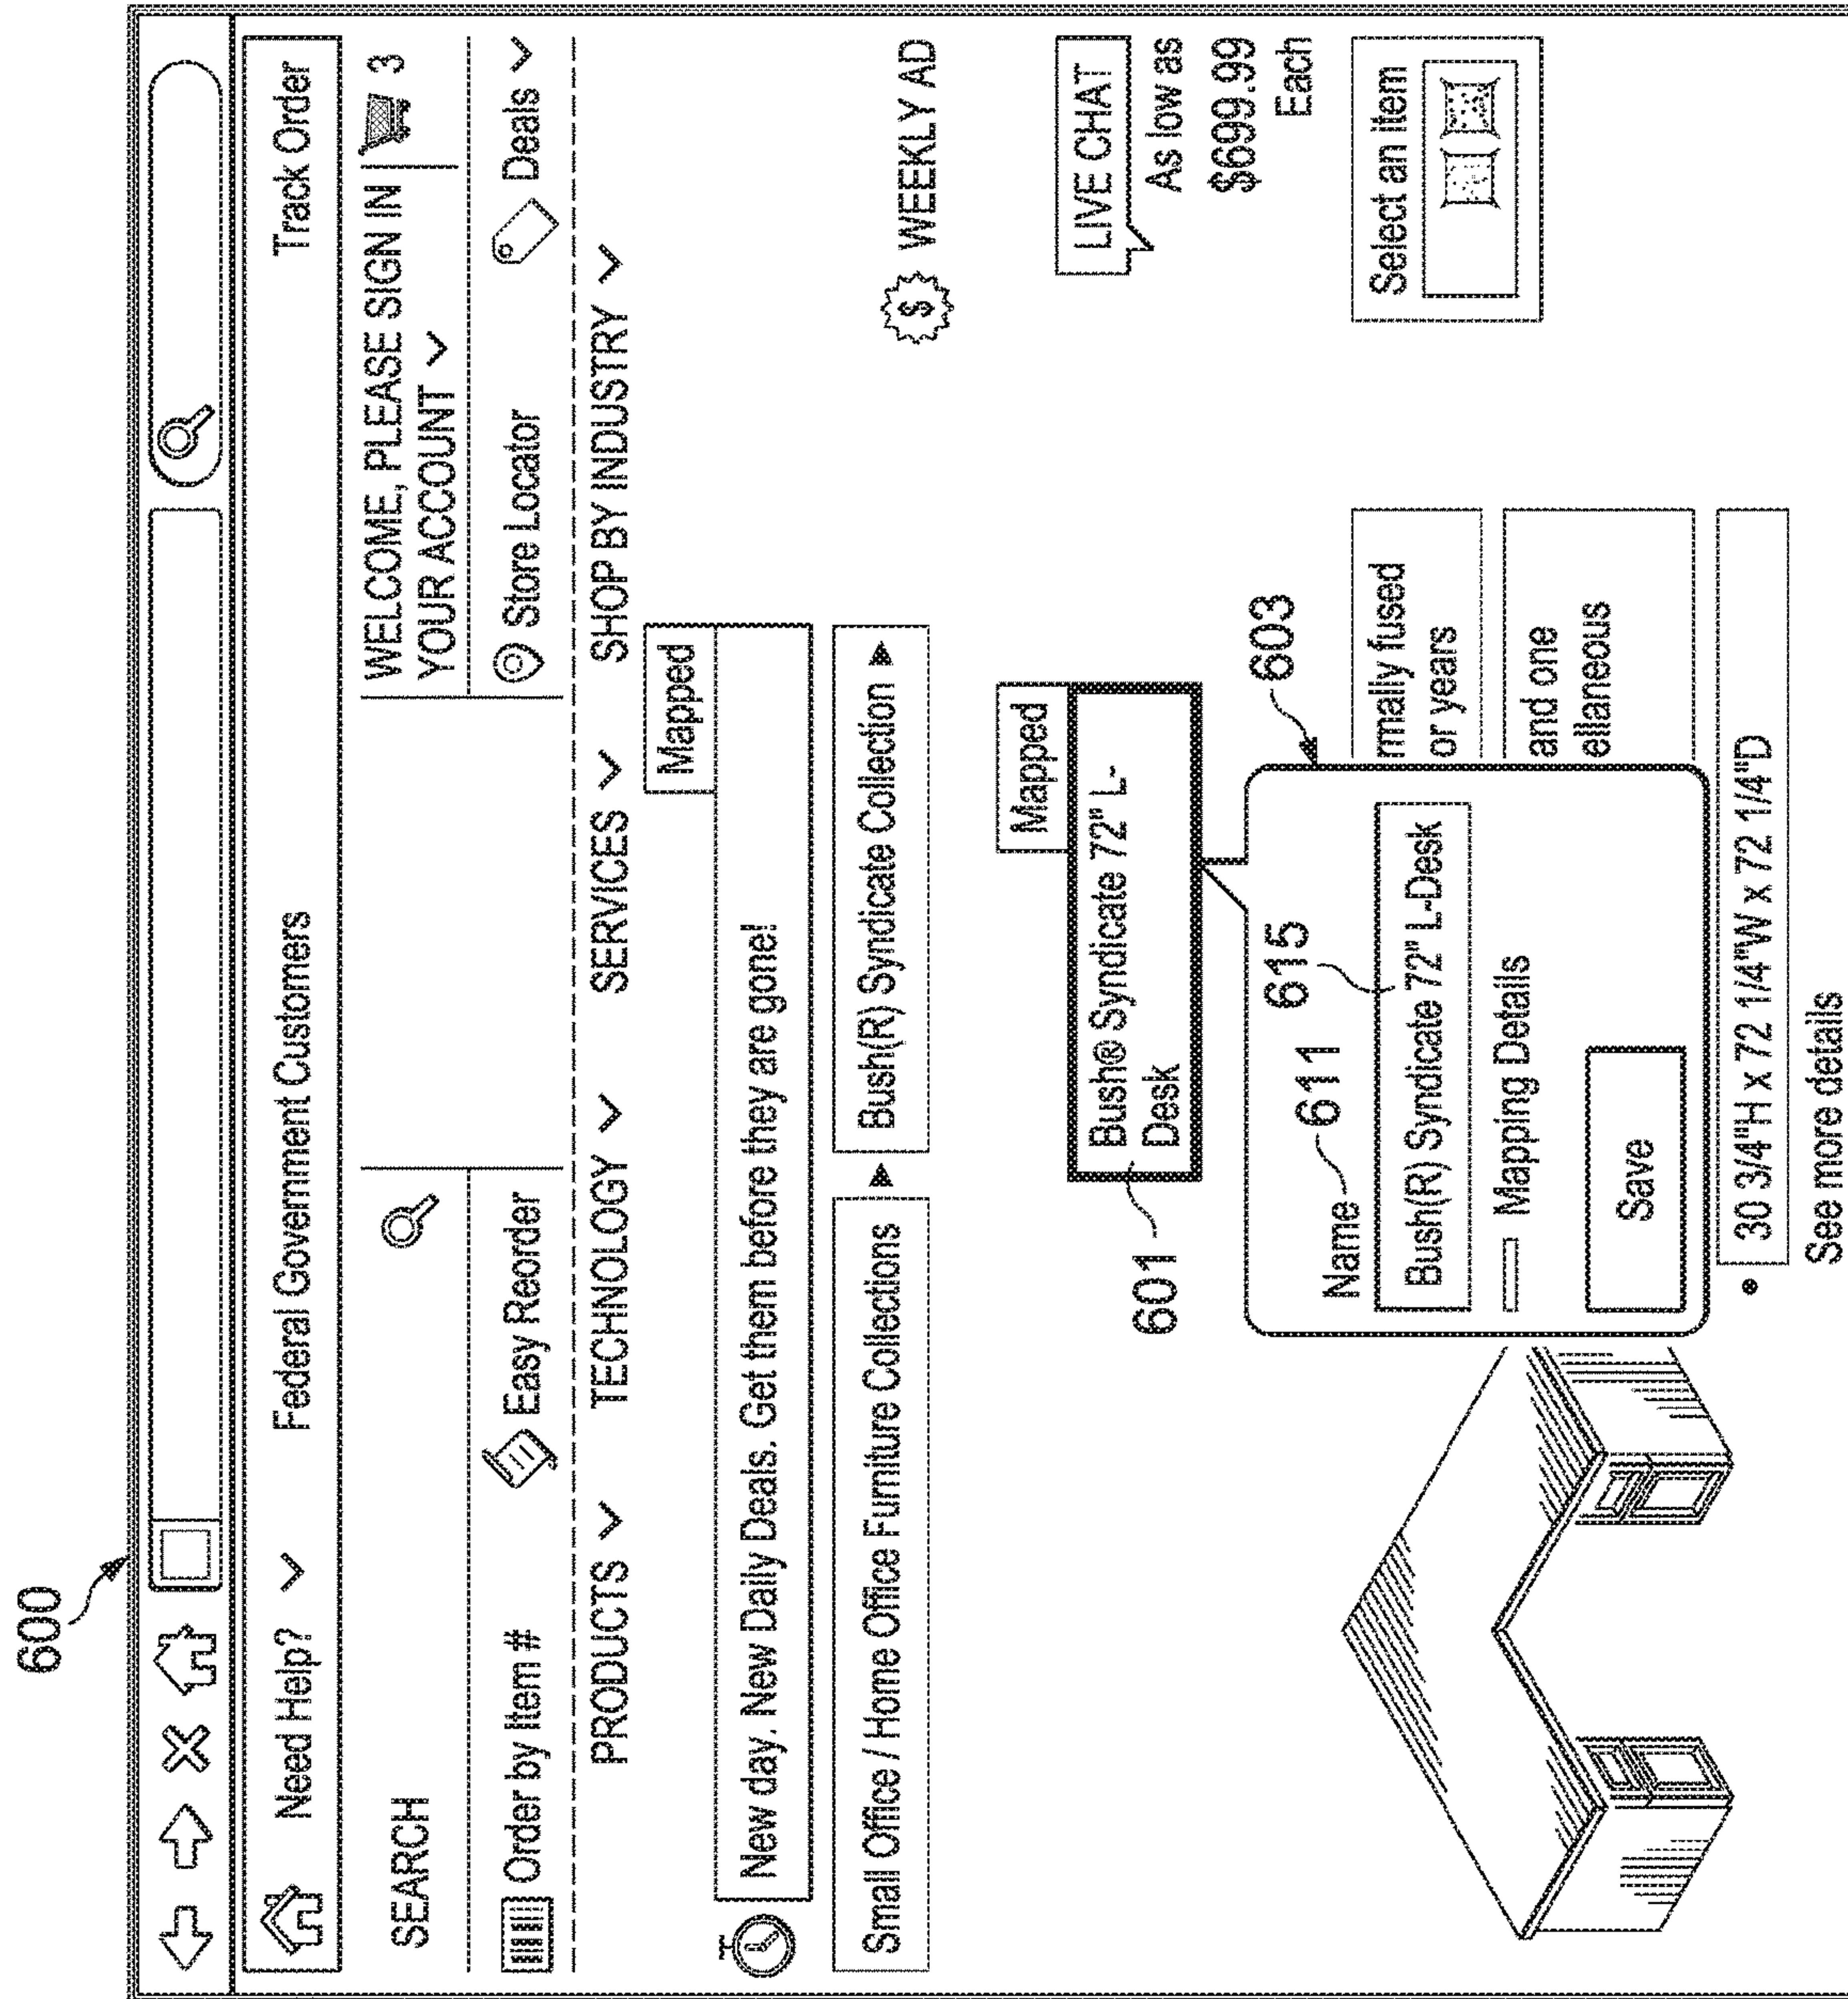 600
Need Help?
Federal Government Customers
Track Order
SEARCH
WELCOME, PLEASE SIGN IN
YOUR ACCOUNT
3
Order by Item #
Easy Reorder
Store Locator
Deals
PRODUCTS
TECHNOLOGY
SERVICES
SHOP BY INDUSTRY
Mapped
New day. New Daily Deals. Get them before they are gone!
Small Office / Home Office Furniture Collections
Bush(R) Syndicate Collection
$ WEEKLY AD
Mapped
Bush® Syndicate 72" L-
Desk
601
LIVE CHAT
As low as
$699.99
Each
603
Name
611
615
Bush(R) Syndicate 72" L-Desk
Mapping Details
Save
rmally fused
or years
and one
ellaneous
Select an item
• 30 3/4"H x 72 1/4"W x 72 1/4"D
See more details